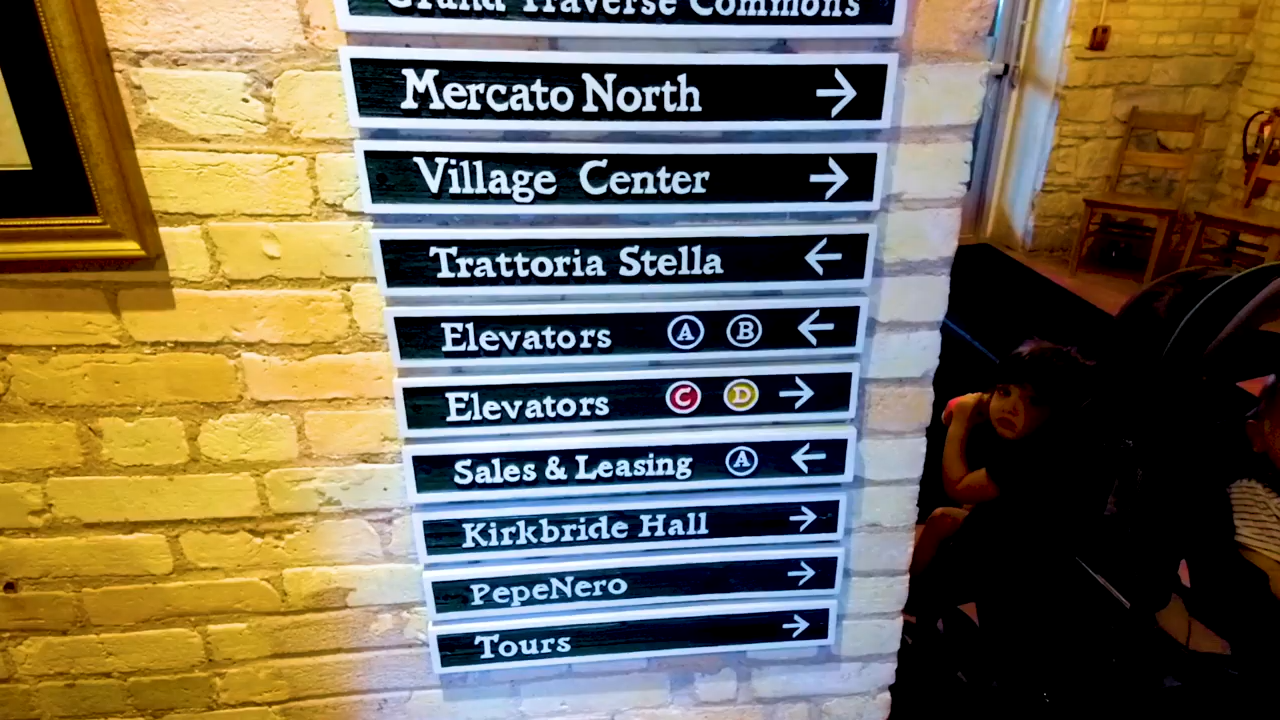 Grand Traverse Commons
Mercato North →
Village Center →
Trattoria Stella ←
Elevators A B ←
Elevators C D →
Sales & Leasing A ←
Kirkbride Hall →
PepeNero →
Tours →